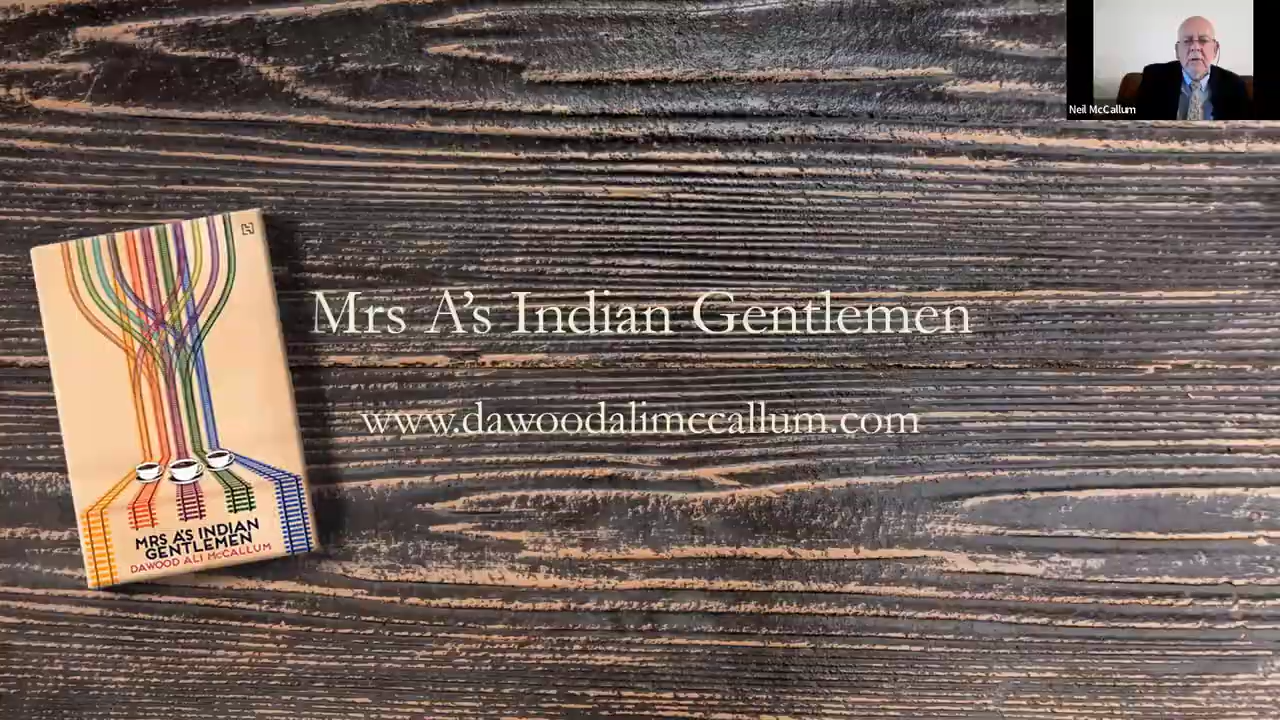 Neil McCallum
Mrs A's Indian Gentlemen
www.dawoodalimccallum.com
MRS A'S INDIAN
GENTLEMEN
DAWOOD ALI McCALLUM